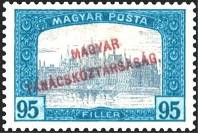 MAGYAR POSTA
MAGYAR
TANÁCSKÖZTÁRSASÁG.
95 95
FILLÉR